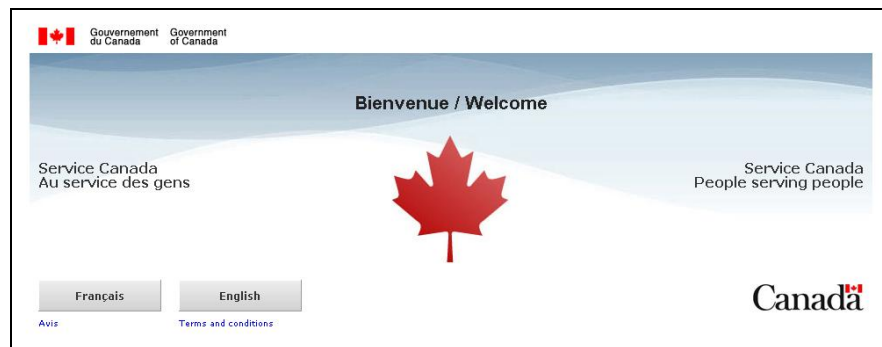 Gouvernement
du Canada
Government
of Canada
Bienvenue / Welcome
Service Canada
Au service des gens
Service Canada
People serving people
Français
English
Avis
Terms and conditions
Canada